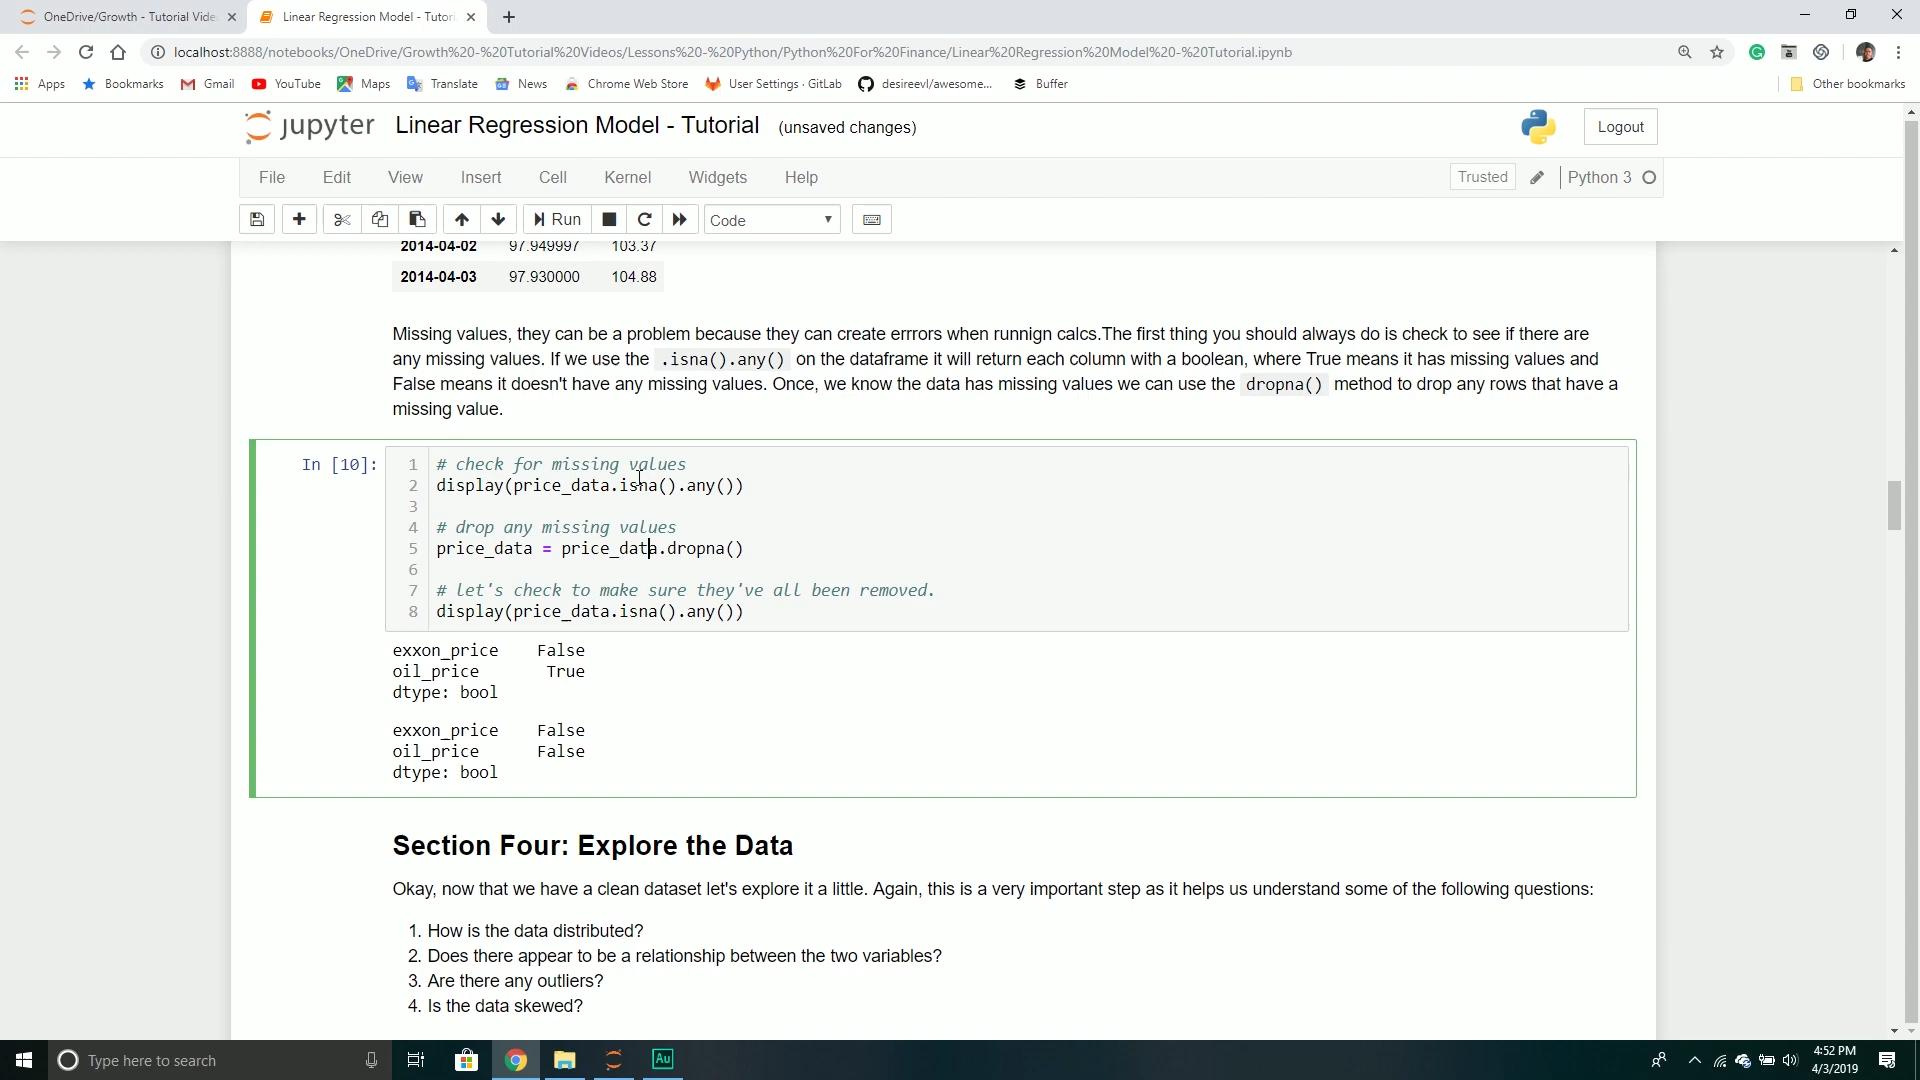 OneDrive/Growth - Tutorial Vide
Linear Regression Model - Tutori
localhost:8888/notebooks/OneDrive/Growth%20-%20Tutorial%20Videos/Lessons%20-%20Python/Python%20For%20Finance/Linear%20Regression%20Model%20-%20Tutorial.ipynb
Apps Bookmarks Gmail YouTube Maps Translate News Chrome Web Store User Settings · GitLab desireevl/awesome... Buffer Other bookmarks
jupyter Linear Regression Model - Tutorial (unsaved changes) Logout
File Edit View Insert Cell Kernel Widgets Help Trusted Python 3
Run Code
2014-04-02 97.949997 103.37
2014-04-03 97.930000 104.88
Missing values, they can be a problem because they can create errrors when runnign calcs.The first thing you should always do is check to see if there are
any missing values. If we use the .isna().any() on the dataframe it will return each column with a boolean, where True means it has missing values and
False means it doesn't have any missing values. Once, we know the data has missing values we can use the dropna() method to drop any rows that have a
missing value.
In [10]: 1 # check for missing values
2 display(price_data.isna().any())
3
4 # drop any missing values
5 price_data = price_data.dropna()
6
7 # let's check to make sure they've all been removed.
8 display(price_data.isna().any())
exxon_price False
oil_price True
dtype: bool
exxon_price False
oil_price False
dtype: bool
Section Four: Explore the Data
Okay, now that we have a clean dataset let's explore it a little. Again, this is a very important step as it helps us understand some of the following questions:
1. How is the data distributed?
2. Does there appear to be a relationship between the two variables?
3. Are there any outliers?
4. Is the data skewed?
Type here to search
Au
4:52 PM
4/3/2019